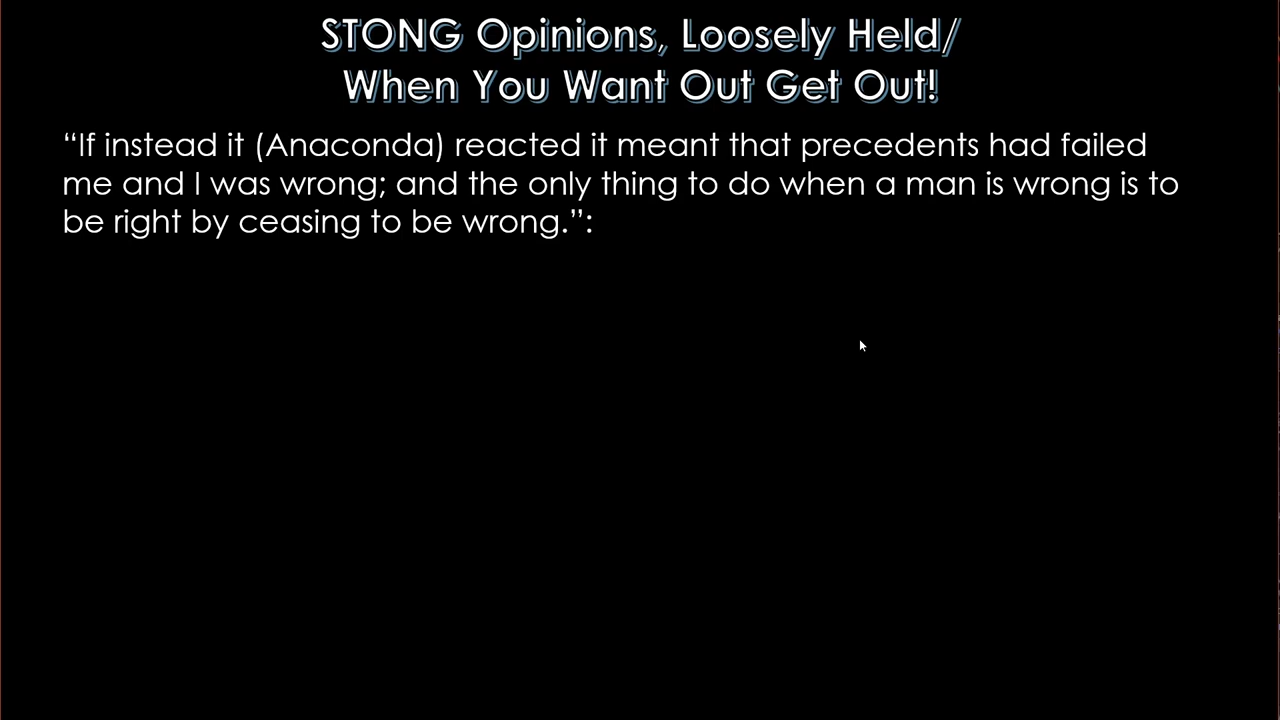 STONG Opinions, Loosely Held/
When You Want Out Get Out!
“If instead it (Anaconda) reacted it meant that precedents had failed
me and I was wrong; and the only thing to do when a man is wrong is to
be right by ceasing to be wrong.”: